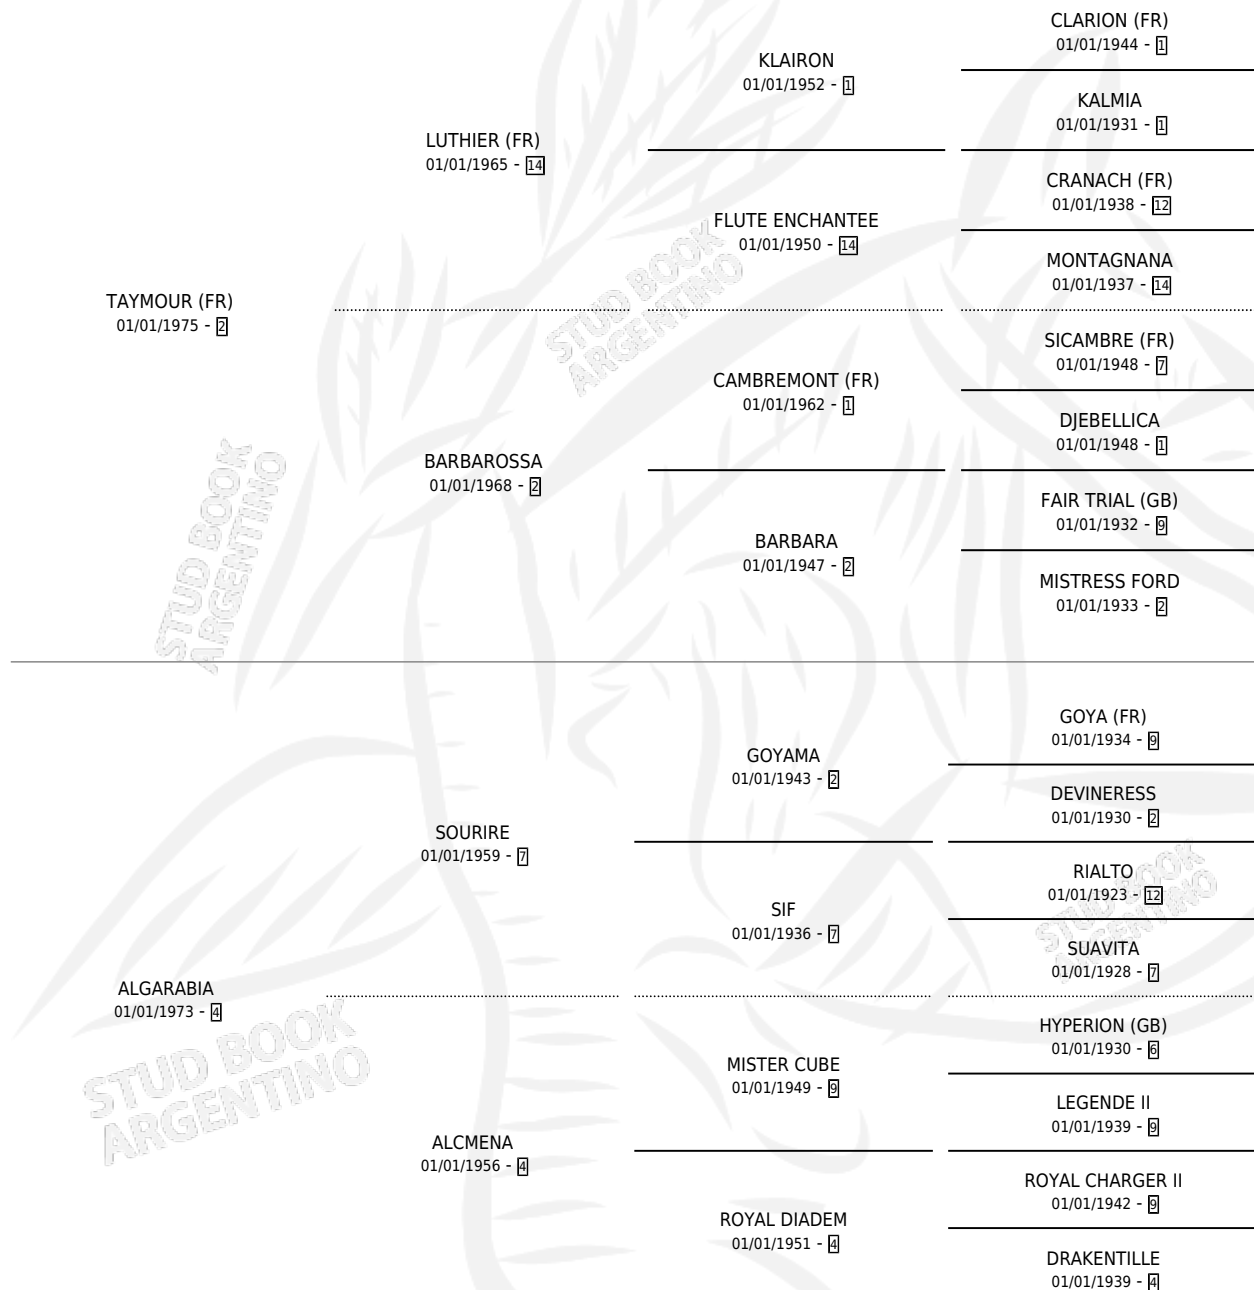 CLARION (FR)
01/01/1944 - 1
KLAIRON
01/01/1952 - 1
KALMIA
01/01/1931 - 1
LUTHIER (FR)
01/01/1965 - 14
CRANACH (FR)
01/01/1938 - 12
FLUTE ENCHANTEE
01/01/1950 - 14
MONTAGNANA
01/01/1937 - 14
TAYMOUR (FR)
01/01/1975 - 2
SICAMBRE (FR)
01/01/1948 - 7
CAMBREMONT (FR)
01/01/1962 - 1
DJEBELLICA
01/01/1948 - 1
BARBAROSSA
01/01/1968 - 2
FAIR TRIAL (GB)
01/01/1932 - 9
BARBARA
01/01/1947 - 2
MISTRESS FORD
01/01/1933 - 2
GOYA (FR)
01/01/1934 - 9
GOYAMA
01/01/1943 - 2
DEVINERESS
01/01/1930 - 2
SOURIRE
01/01/1959 - 7
RIALTO
01/01/1923 - 12
SIF
01/01/1936 - 7
SUAVITA
01/01/1928 - 7
ALGARABIA
01/01/1973 - 4
HYPERION (GB)
01/01/1930 - 6
MISTER CUBE
01/01/1949 - 9
LEGENDE II
01/01/1939 - 9
ALCMENA
01/01/1956 - 4
ROYAL CHARGER II
01/01/1942 - 9
ROYAL DIADEM
01/01/1951 - 4
DRAKENTILLE
01/01/1939 - 4
STUD BOOK
ARGENTINO
STUD BOOK
ARGENTINO
STUD BOOK
ARGENTINO
STUD BOOK
ARGENTINO